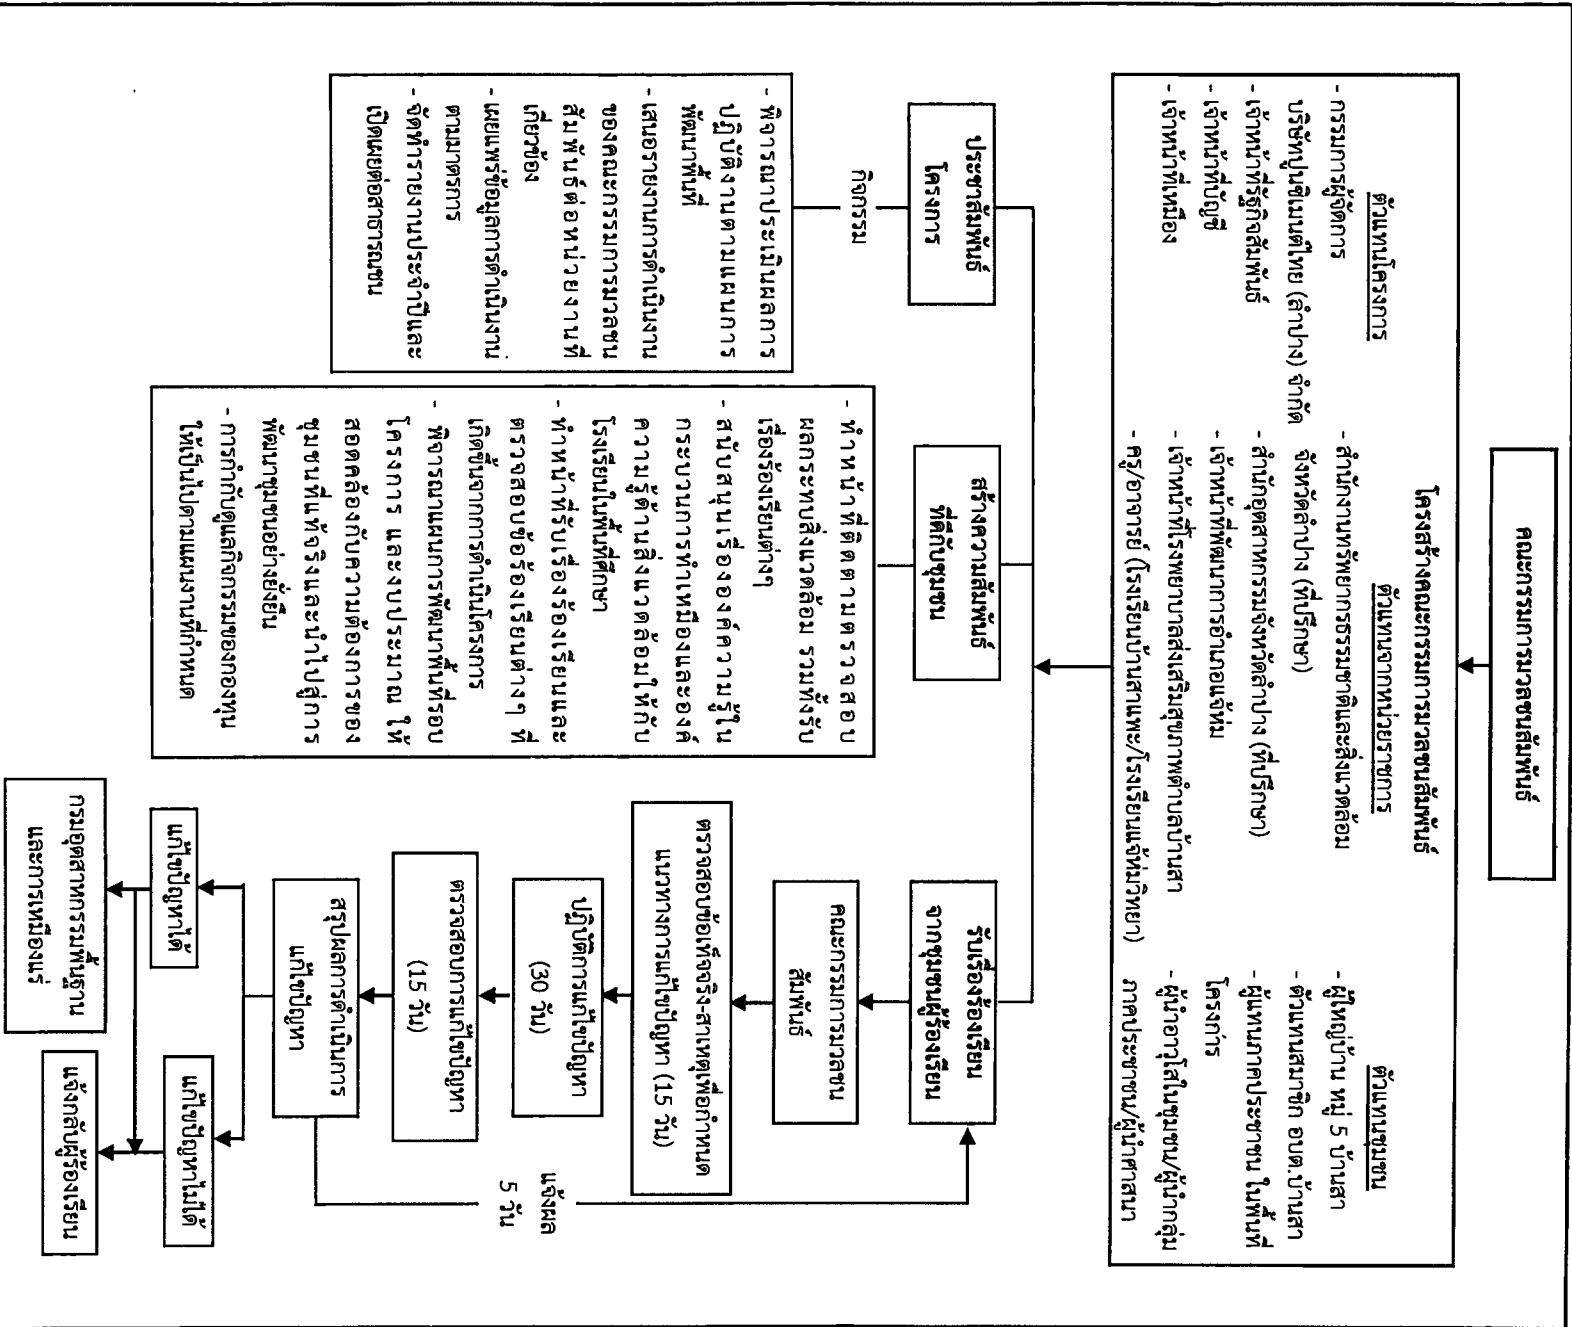 คณะกรรมการมวลชนสัมพันธ์
โครงสร้างคณะกรรมการมวลชนสัมพันธ์
ตัวแทนโครงการ
- กรรมการผู้จัดการ
บริษัทปูนซิเมนต์ไทย (ลำปาง) จำกัด
- เจ้าหน้าที่รัฐกิจสัมพันธ์
- เจ้าหน้าที่บัญชี
- เจ้าหน้าที่เหมือง
ตัวแทนจากหน่วยราชการ
- สำนักงานทรัพยากรธรรมชาติและสิ่งแวดล้อม
จังหวัดลำปาง (ที่ปรึกษา)
- สำนักอุตสาหกรรมจังหวัดลำปาง (ที่ปรึกษา)
- เจ้าหน้าที่พัฒนาการอำเภอแจ้ห่ม
- เจ้าหน้าที่โรงพยาบาลส่งเสริมสุขภาพตำบลบ้านสา
- ครู/อาจารย์ (โรงเรียนบ้านสาแพะ/โรงเรียนแจ้ห่มวิทยา)
ตัวแทนชุมชน
- ผู้ใหญ่บ้าน หมู่ 5 บ้านสา
- ตัวแทนสมาชิก อบต.บ้านสา
- ผู้แทนภาคประชาชน ในพื้นที่
โครงการ
- ผู้นำอาวุโสในชุมชน/ผู้นำกลุ่ม
ภาคประชาชน/ผู้นำศาสนา
ประชาสัมพันธ์
โครงการ
กิจกรรม
- พิจารณาประเมินผลการ
ปฏิบัติงานตามแผนการ
พัฒนาพื้นที่
- เสนอรายงานการดำเนินงาน
ของคณะกรรมการมวลชน
สัมพันธ์ต่อหน่วยงานที่
เกี่ยวข้อง
- เผยแพร่ข้อมูลการดำเนินงาน
ตามมาตรการ
- จัดทำรายงานประจำปีและ
เปิดเผยต่อสาธารณชน
สร้างความสัมพันธ์
ที่ดีกับชุมชน
- ทำหน้าที่ติดตามตรวจสอบ
ผลกระทบสิ่งแวดล้อม รวมทั้งรับ
เรื่องร้องเรียนต่างๆ
- สนับสนุนเรื่ององค์ความรู้ใน
กระบวนการทำเหมืองและองค์
ความรู้ด้านสิ่งแวดล้อมให้กับ
โรงเรียนในพื้นที่ศึกษา
- ทำหน้าที่รับเรื่องร้องเรียนและ
ตรวจสอบข้อร้องเรียนต่างๆ ที่
เกิดขึ้นจากการดำเนินโครงการ
- พิจารณาแผนการพัฒนาพื้นที่รอบ
โครงการ และงบประมาณ ให้
สอดคล้องกับความต้องการของ
ชุมชนที่แท้จริงและนำไปสู่การ
พัฒนาชุมชนอย่างยั่งยืน
- การกำกับดูแลกิจกรรมของกองทุน
ให้เป็นไปตามแผนงานที่กำหนด
รับเรื่องร้องเรียน
จากชุมชนผู้ร้องเรียน
คณะกรรมการมวลชน
สัมพันธ์
ตรวจสอบข้อเท็จจริง-สาเหตุเพื่อกำหนด
แนวทางการแก้ไขปัญหา (15 วัน)
ปฏิบัติการแก้ไขปัญหา
(30 วัน)
ตรวจสอบการแก้ไขปัญหา
(15 วัน)
สรุปผลการดำเนินการ
แก้ไขปัญหา
แจ้งผล
5 วัน
แก้ไขปัญหาได้
แก้ไขปัญหาไม่ได้
กรมอุตสาหกรรมพื้นฐาน
และการเหมืองแร่
แจ้งกลับผู้ร้องเรียน